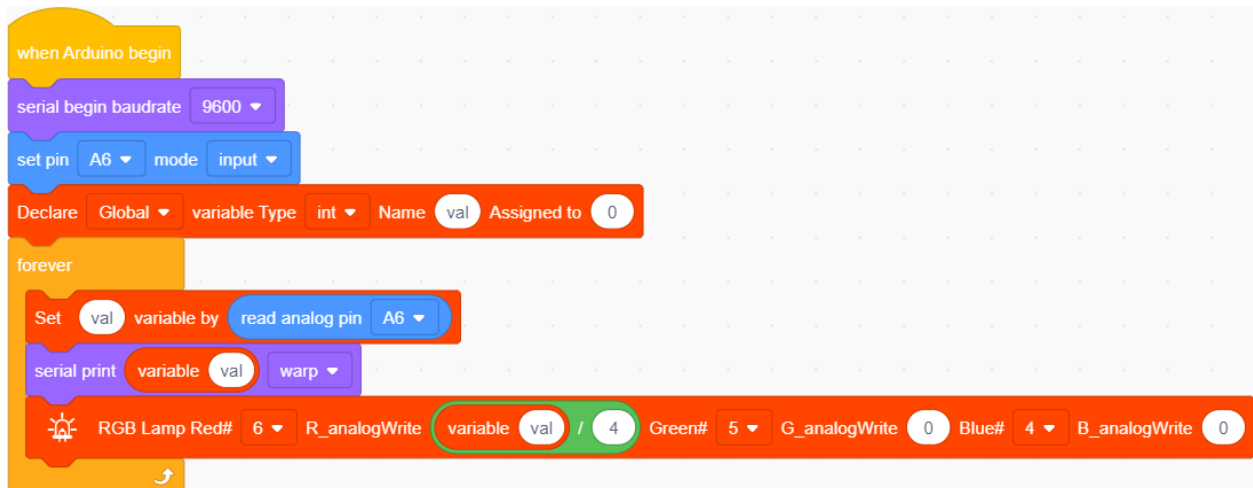 when Arduino begin
serial begin baudrate 9600
set pin A6 mode input
Declare Global variable Type int Name val Assigned to 0
forever
Set val variable by read analog pin A6
serial print variable val warp
RGB Lamp Red# 6 R_analogWrite variable val / 4 Green# 5 G_analogWrite 0 Blue# 4 B_analogWrite 0